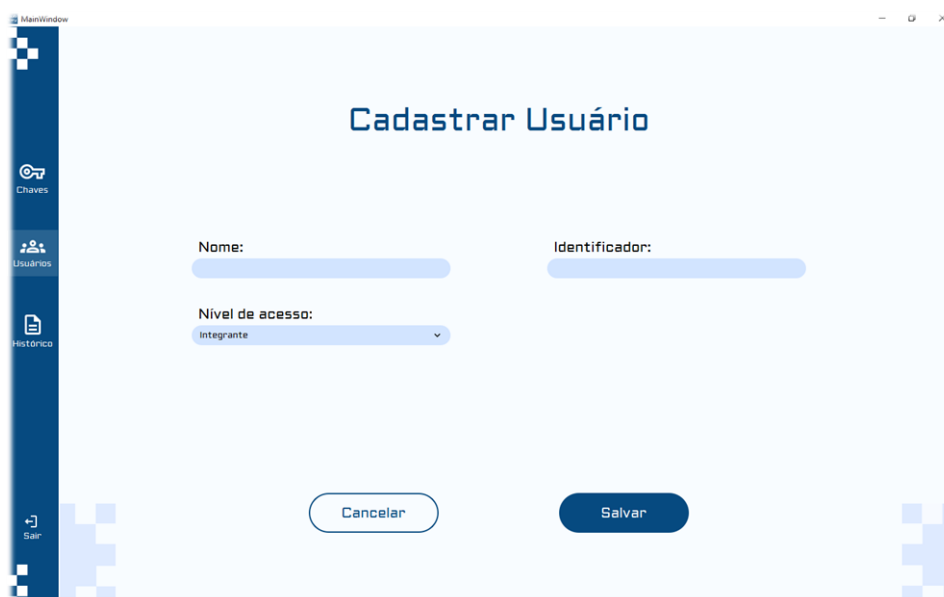 MainWindow
Cadastrar Usuário
Chaves
Usuários
Histórico
Sair
Nome:
Identificador:
Nível de acesso:
Integrante
Cancelar
Salvar